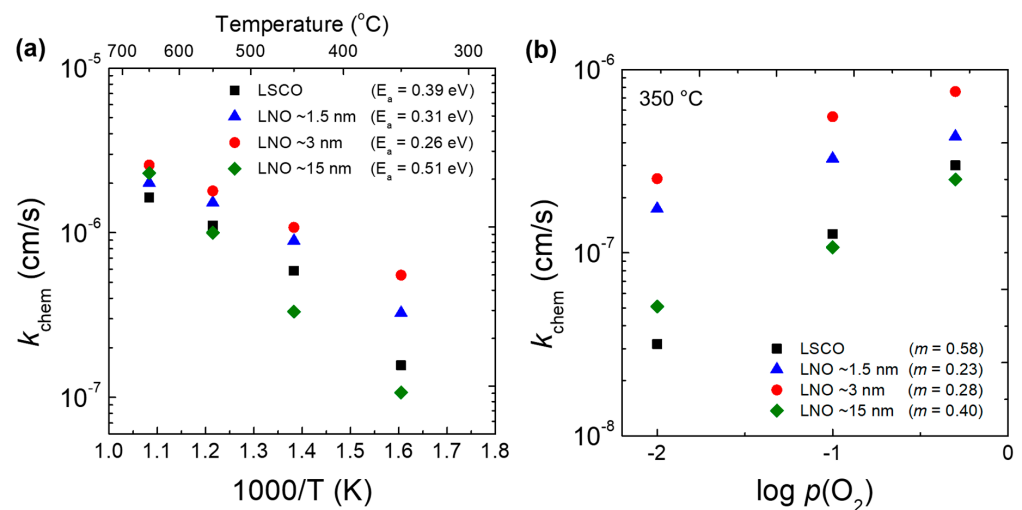 Temperature (°C)
(a)
700 600 500 400 300
10⁻⁵
10⁻⁶
10⁻⁷
k chem (cm/s)
LSCO (Eₐ = 0.39 eV)
LNO ~1.5 nm (Eₐ = 0.31 eV)
LNO ~3 nm (Eₐ = 0.26 eV)
LNO ~15 nm (Eₐ = 0.51 eV)
1.0 1.1 1.2 1.3 1.4 1.5 1.6 1.7 1.8
1000/T (K)
(b)
10⁻⁶
10⁻⁷
10⁻⁸
k chem (cm/s)
350 °C
LSCO (m = 0.58)
LNO ~1.5 nm (m = 0.23)
LNO ~3 nm (m = 0.28)
LNO ~15 nm (m = 0.40)
-2 -1 0
log p(O₂)